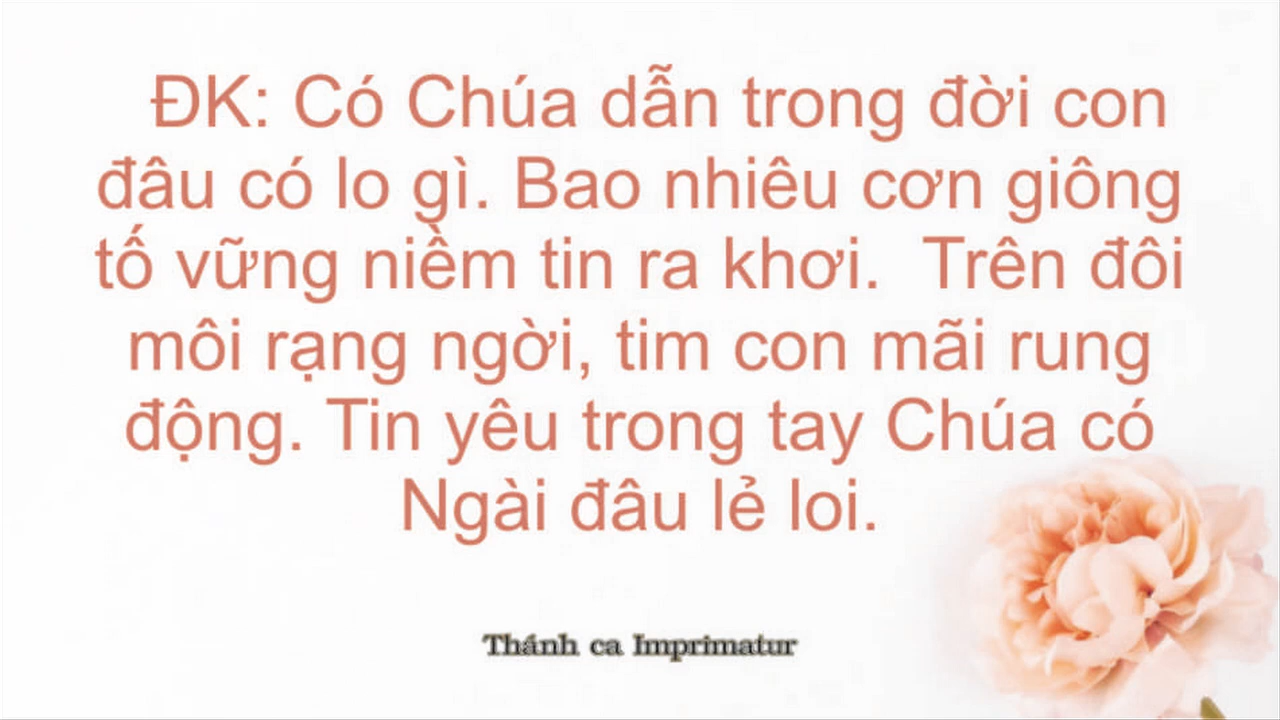 ĐK: Có Chúa dẫn trong đời con
đâu có lo gì. Bao nhiêu cơn giông
tố vững niềm tin ra khơi. Trên đôi
môi rạng ngời, tim con mãi rung
động. Tin yêu trong tay Chúa có
Ngài đâu lẻ loi.
Thánh ca Imprimatur